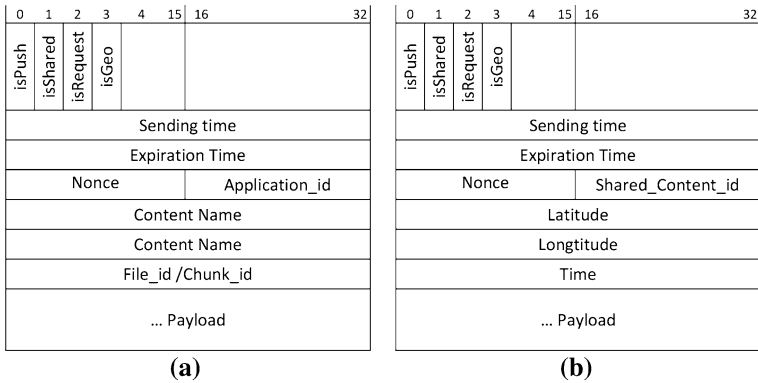 0 1 2 3 4 15 16 32
isPush isShared isRequest isGeo
Sending time
Expiration Time
Nonce Application_id
Content Name
Content Name
File_id /Chunk_id
... Payload
(a)
0 1 2 3 4 15 16 32
isPush isShared isRequest isGeo
Sending time
Expiration Time
Nonce Shared_Content_id
Latitude
Longtitude
Time
... Payload
(b)